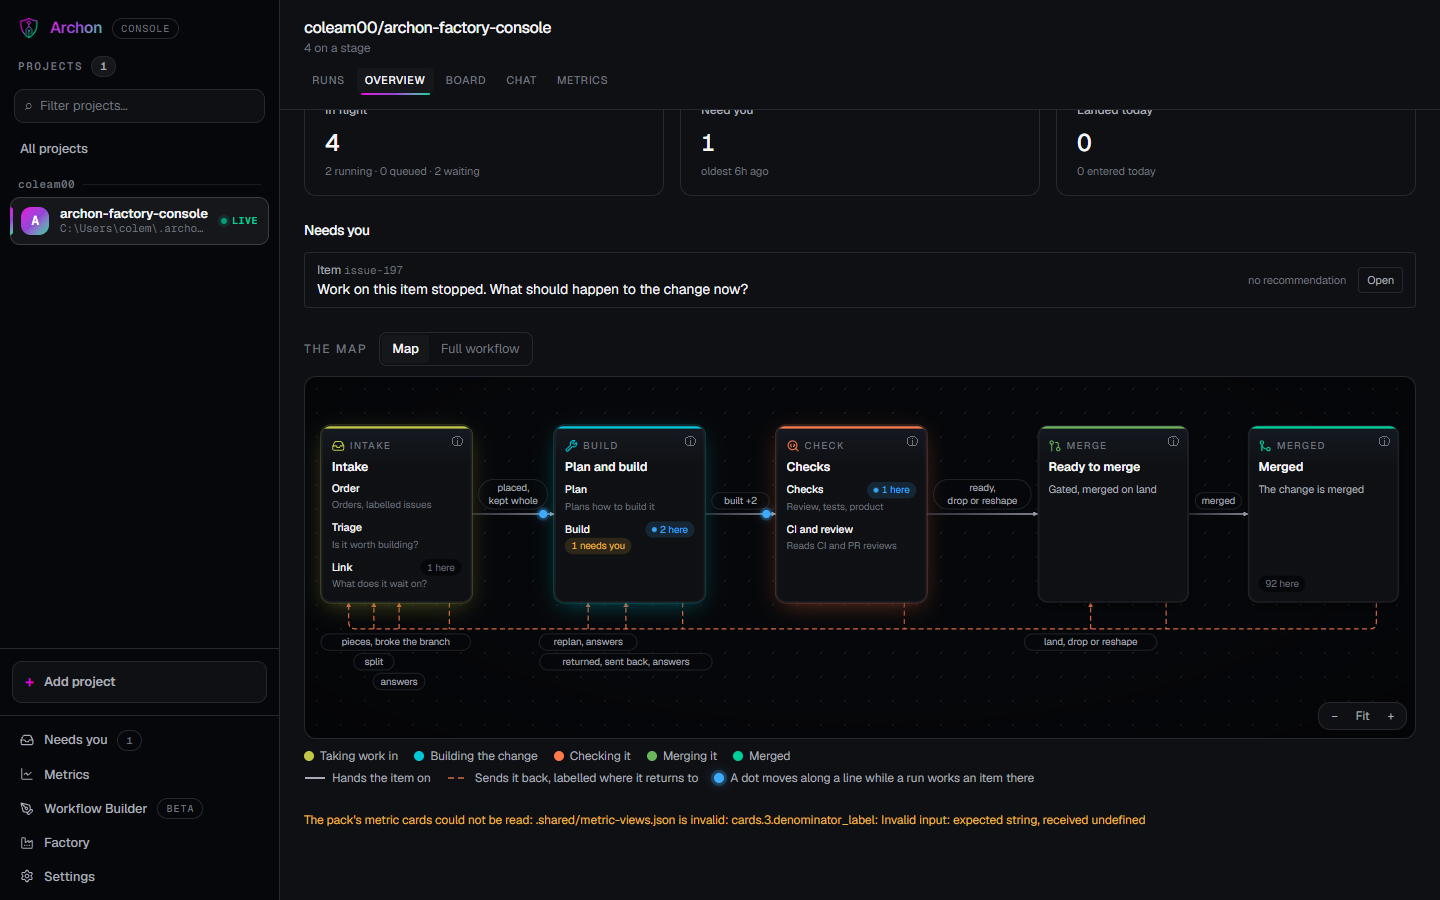 Archon CONSOLE
PROJECTS 1
Filter projects...
All projects
coleam00
A archon-factory-console LIVE
C:\Users\colem\.archo…
Add project
Needs you 1
Metrics
Workflow Builder BETA
Factory
Settings
coleam00/archon-factory-console
4 on a stage
RUNS OVERVIEW BOARD CHAT METRICS
In flight
4
2 running · 0 queued · 2 waiting
Need you
1
oldest 6h ago
Landed today
0
0 entered today
Needs you
Item issue-197
Work on this item stopped. What should happen to the change now?
no recommendation Open
THE MAP Map Full workflow
INTAKE
Intake
Order
Orders, labelled issues
Triage
Is it worth building?
Link 1 here
What does it wait on?
placed,
kept whole
BUILD
Plan and build
Plan
Plans how to build it
Build 2 here
1 needs you
built +2
CHECK
Checks
Checks 1 here
Review, tests, product
CI and review
Reads CI and PR reviews
ready,
drop or reshape
MERGE
Ready to merge
Gated, merged on land
merged
MERGED
Merged
The change is merged
92 here
pieces, broke the branch
split
answers
replan, answers
returned, sent back, answers
land, drop or reshape
− Fit +
Taking work in Building the change Checking it Merging it Merged
Hands the item on Sends it back, labelled where it returns to A dot moves along a line while a run works an item there
The pack's metric cards could not be read: .shared/metric-views.json is invalid: cards.3.denominator_label: Invalid input: expected string, received undefined